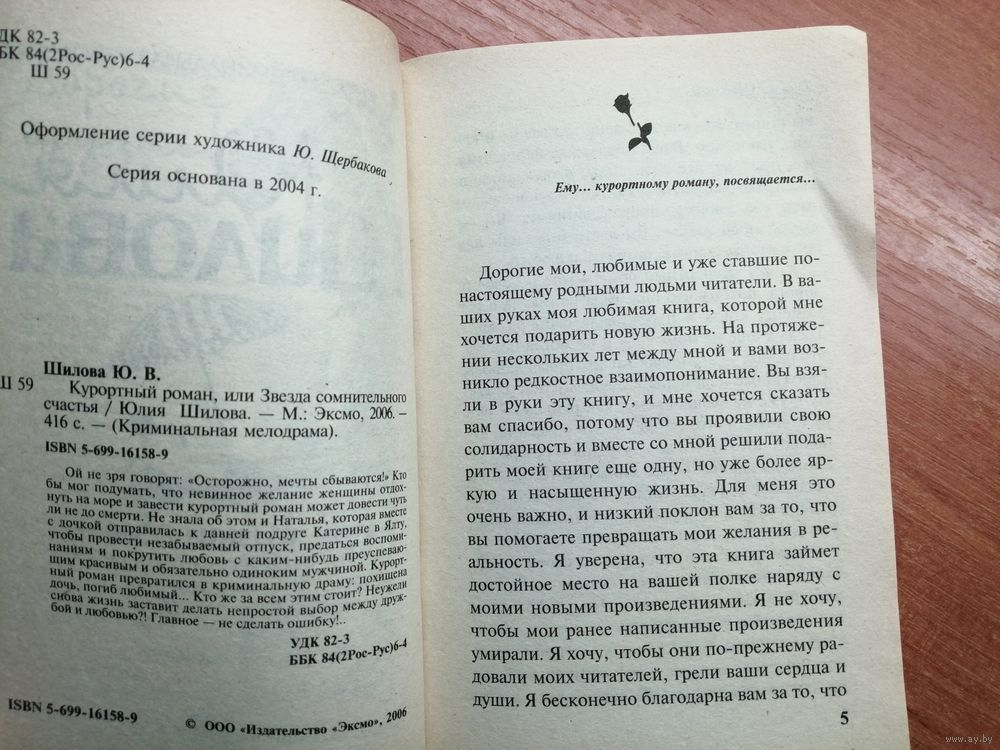 УДК 82-3
ББК 84(2Рос-Рус)6-4
Ш 59
Оформление серии художника Ю. Щербакова
Серия основана в 2004 г.
Шилова Ю. В.
Ш 59
Курортный роман, или Звезда сомнительного
счастья / Юлия Шилова. — М.: Эксмо, 2006. —
416 с. — (Криминальная мелодрама).
ISBN 5-699-16158-9
Ой не зря говорят: «Осторожно, мечты сбываются!» Кто
бы мог подумать, что невинное желание женщины отдох-
нуть на море и завести курортный роман может довести чуть
ли не до смерти. Не знала об этом и Наталья, которая вместе
с дочкой отправилась к давней подруге Катерине в Ялту,
чтобы провести незабываемый отпуск, предаться воспоми-
наниям и покрутить любовь с каким-нибудь преуспеваю-
щим красивым и обязательно одиноким мужчиной. Курорт-
ный роман превратился в криминальную драму: похищена
дочь, погиб любимый... Кто же за всем этим стоит? Неужели
снова жизнь заставит делать непростой выбор между друж-
бой и любовью?! Главное — не сделать ошибку!..
УДК 82-3
ББК 84(2Рос-Рус)6-4
ISBN 5-699-16158-9
© ООО «Издательство «Эксмо», 2006
Ему... курортному роману, посвящается...
Дорогие мои, любимые и уже ставшие по-
настоящему родными людьми читатели. В ва-
ших руках моя любимая книга, которой мне
хочется подарить новую жизнь. На протяже-
нии нескольких лет между мной и вами воз-
никло редкостное взаимопонимание. Вы взя-
ли в руки эту книгу, и мне хочется сказать
вам спасибо, потому что вы проявили свою
солидарность и вместе со мной решили пода-
рить моей книге еще одну, но уже более яр-
кую и насыщенную жизнь. Для меня это
очень важно, и низкий поклон вам за то, что
вы помогаете превращать мои желания в ре-
альность. Я уверена, что эта книга займет
достойное место на вашей полке наряду с
моими новыми произведениями. Я не хочу,
чтобы мои ранее написанные произведения
умирали. Я хочу, чтобы они по-прежнему ра-
довали моих читателей, грели ваши сердца и
души. Я бесконечно благодарна вам за то, что
5
www.ay.by